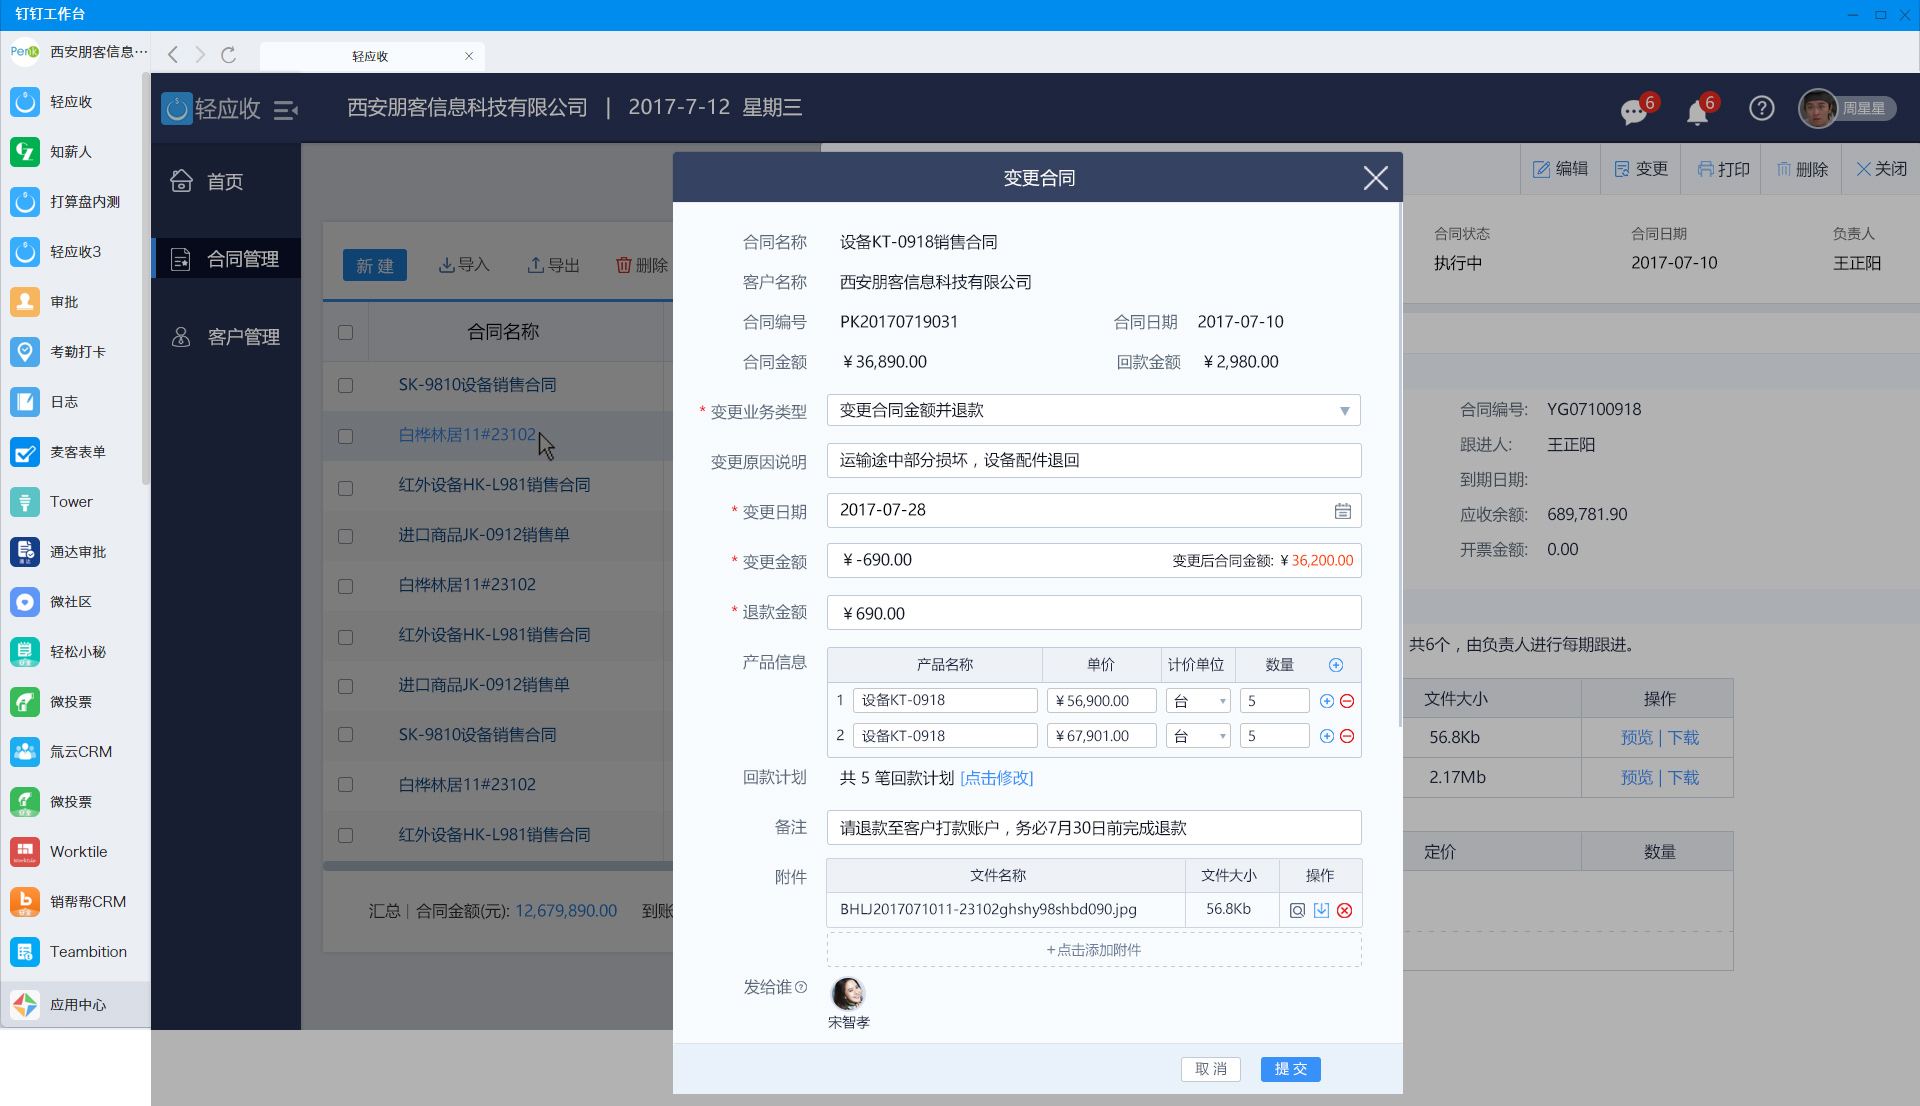 钉钉工作台
Penk 西安朋客信息···
轻应收
轻应收
知薪人
打算盘内测
轻应收3
审批
考勤打卡
日志
麦客表单
Tower
通达审批
微社区
轻松小秘
微投票
氚云CRM
微投票
Worktile
销帮帮CRM
Teambition
应用中心
轻应收
西安朋客信息科技有限公司 | 2017-7-12 星期三
6
6
周星星
首页
合同管理
客户管理
新 建
导入
导出
删除
合同名称
SK-9810设备销售合同
白桦林居11#23102
红外设备HK-L981销售合同
进口商品JK-0912销售单
白桦林居11#23102
红外设备HK-L981销售合同
进口商品JK-0912销售单
SK-9810设备销售合同
白桦林居11#23102
红外设备HK-L981销售合同
汇总 | 合同金额(元): 12,679,890.00 到账
变更合同
合同名称 设备KT-0918销售合同
客户名称 西安朋客信息科技有限公司
合同编号 PK20170719031 合同日期 2017-07-10
合同金额 ¥36,890.00 回款金额 ¥2,980.00
* 变更业务类型 变更合同金额并退款
变更原因说明 运输途中部分损坏，设备配件退回
* 变更日期 2017-07-28
* 变更金额 ¥-690.00 变更后合同金额: ¥36,200.00
* 退款金额 ¥690.00
产品信息 产品名称 单价 计价单位 数量
1 设备KT-0918 ¥56,900.00 台 5
2 设备KT-0918 ¥67,901.00 台 5
回款计划 共 5 笔回款计划 [点击修改]
备注 请退款至客户打款账户，务必7月30日前完成退款
附件 文件名称 文件大小 操作
BHLJ2017071011-23102ghshy98shbd090.jpg 56.8Kb
+点击添加附件
发给谁
宋智孝
取 消
提 交
编辑
变更
打印
删除
关闭
合同状态 合同日期 负责人
执行中 2017-07-10 王正阳
合同编号: YG07100918
跟进人: 王正阳
到期日期:
应收余额: 689,781.90
开票金额: 0.00
共6个，由负责人进行每期跟进。
文件大小 操作
56.8Kb 预览 | 下载
2.17Mb 预览 | 下载
定价 数量